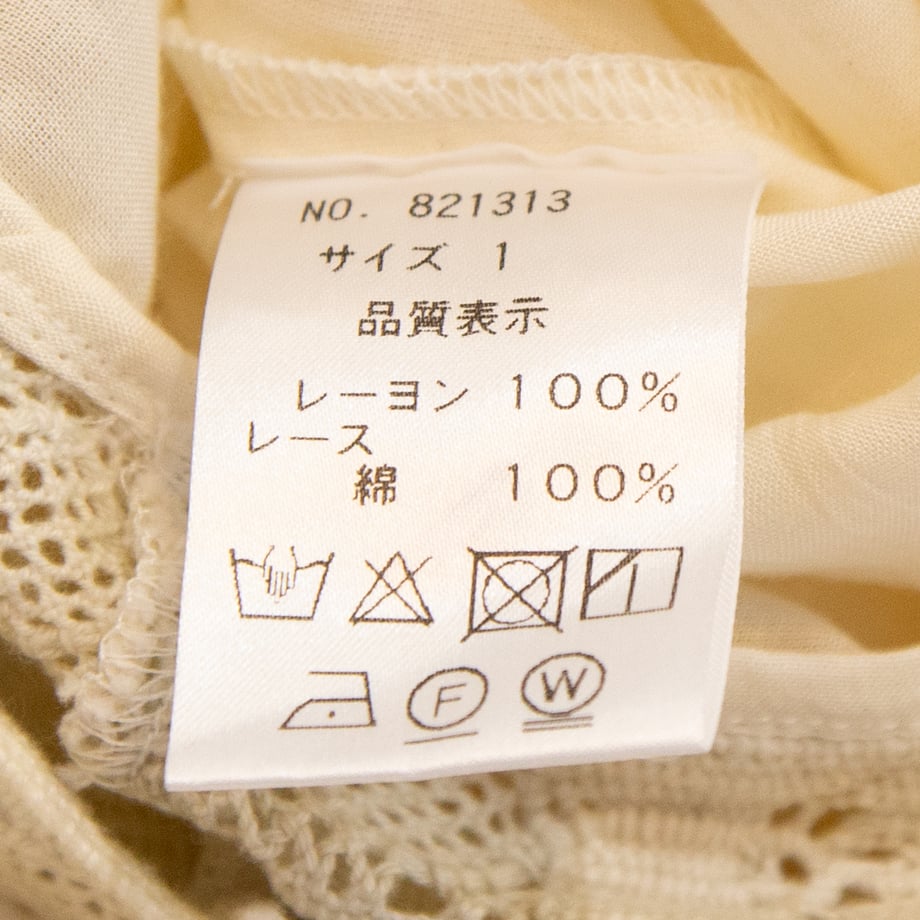 NO. 821313
サイズ 1
品質表示
レーヨン 100%
レース
綿 100%
F W